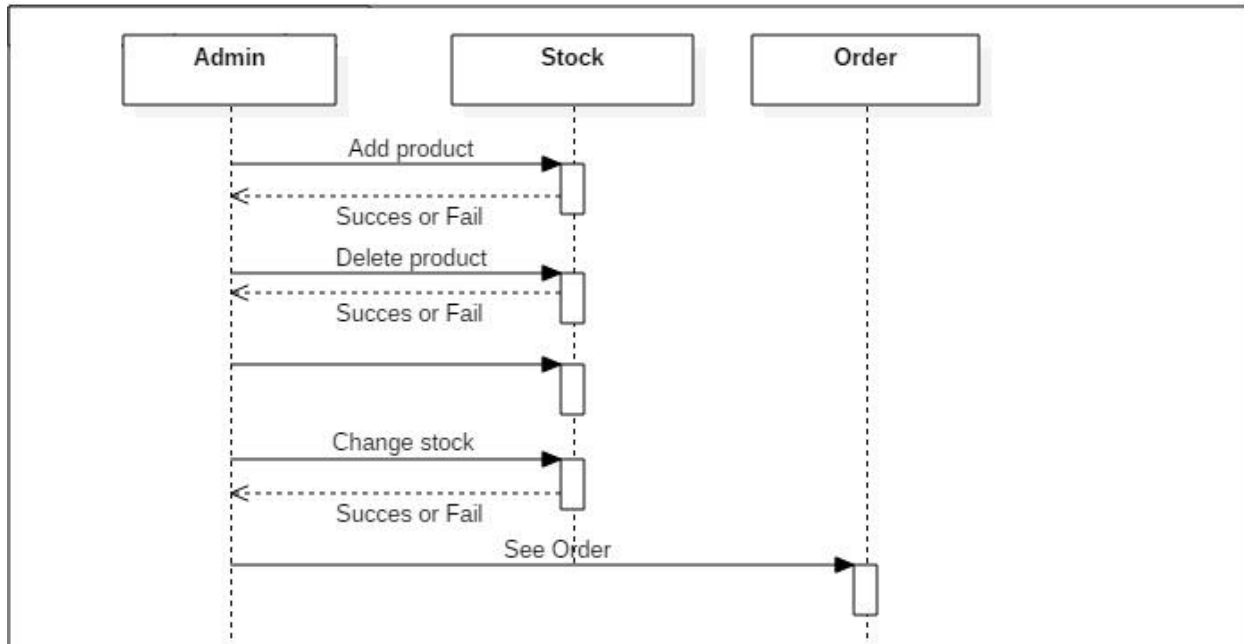 Admin
Stock
Order
Add product
Succes or Fail
Delete product
Succes or Fail
Change stock
Succes or Fail
See Order